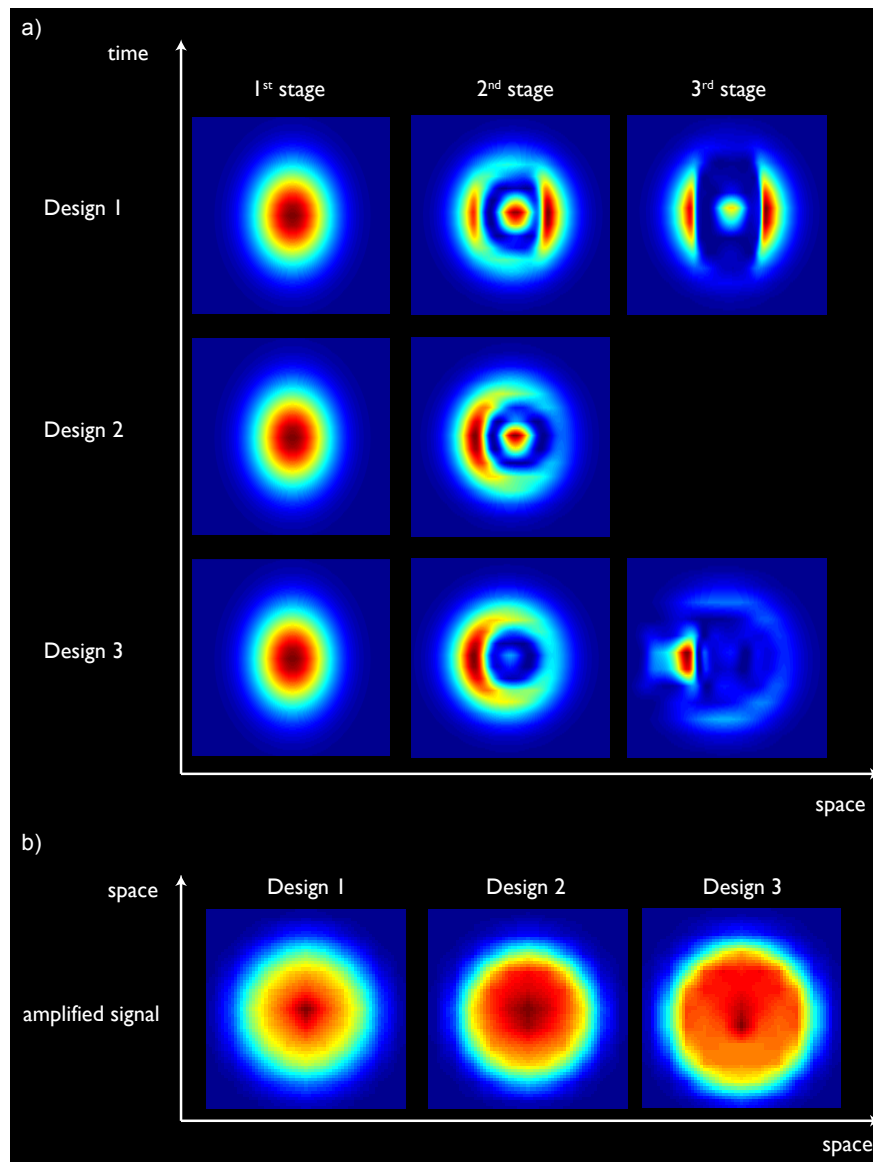 a)
time
1st stage
2nd stage
3rd stage
Design 1
Design 2
Design 3
space
b)
space
Design 1
Design 2
Design 3
amplified signal
space